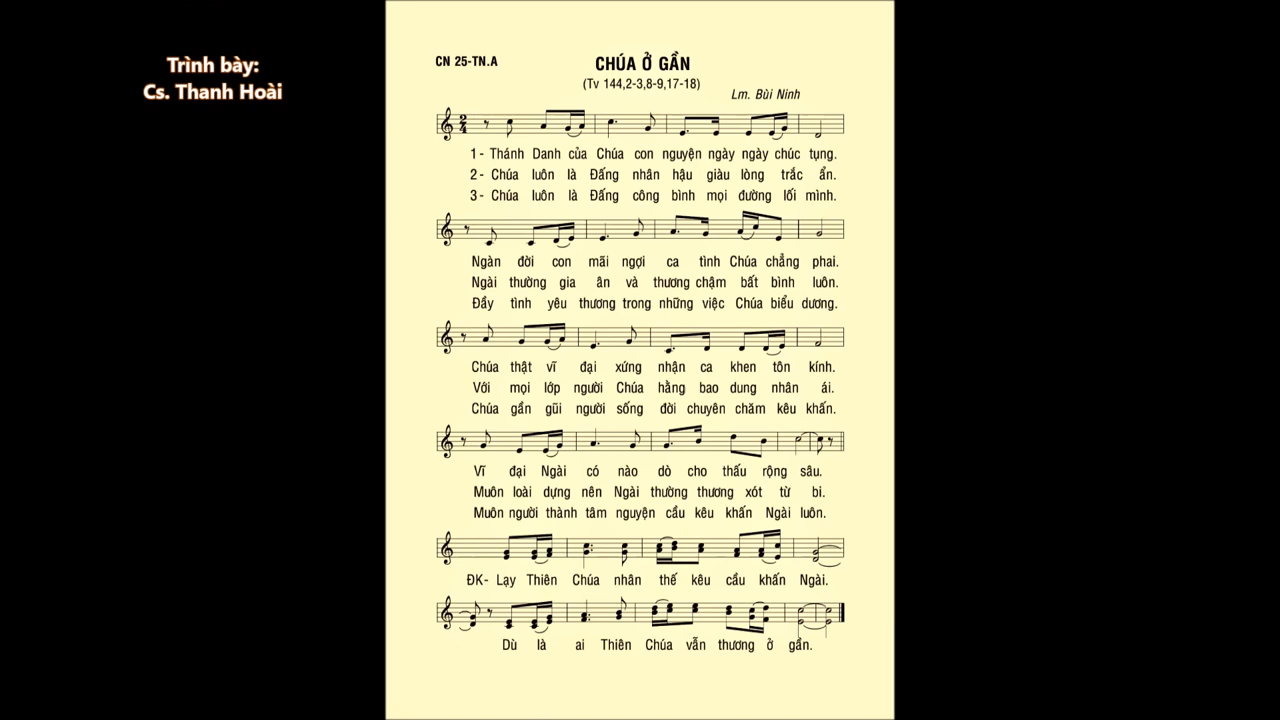 Trình bày:
Cs. Thanh Hoài
CN 25-TN.A
CHÚA Ở GẦN
(Tv 144,2-3,8-9,17-18)
Lm. Bùi Ninh
1- Thánh Danh của Chúa con nguyện ngày ngày chúc tụng.
2- Chúa luôn là Đấng nhân hậu giàu lòng trắc ẩn.
3- Chúa luôn là Đấng công bình mọi đường lối mình.
Ngàn đời con mãi ngợi ca tình Chúa chẳng phai.
Ngài thường gia ân và thương chậm bất bình luôn.
Đầy tình yêu thương trong những việc Chúa biểu dương.
Chúa thật vĩ đại xứng nhận ca khen tôn kính.
Với mọi lớp người Chúa hằng bao dung nhân ái.
Chúa gần gũi người sống đời chuyên chăm kêu khấn.
Vĩ đại Ngài có nào dò cho thấu rộng sâu.
Muôn loài dựng nên Ngài thường thương xót từ bi.
Muôn người thành tâm nguyện cầu kêu khấn Ngài luôn.
ĐK- Lạy Thiên Chúa nhân thế kêu cầu khấn Ngài.
Dù là ai Thiên Chúa vẫn thương ở gần.